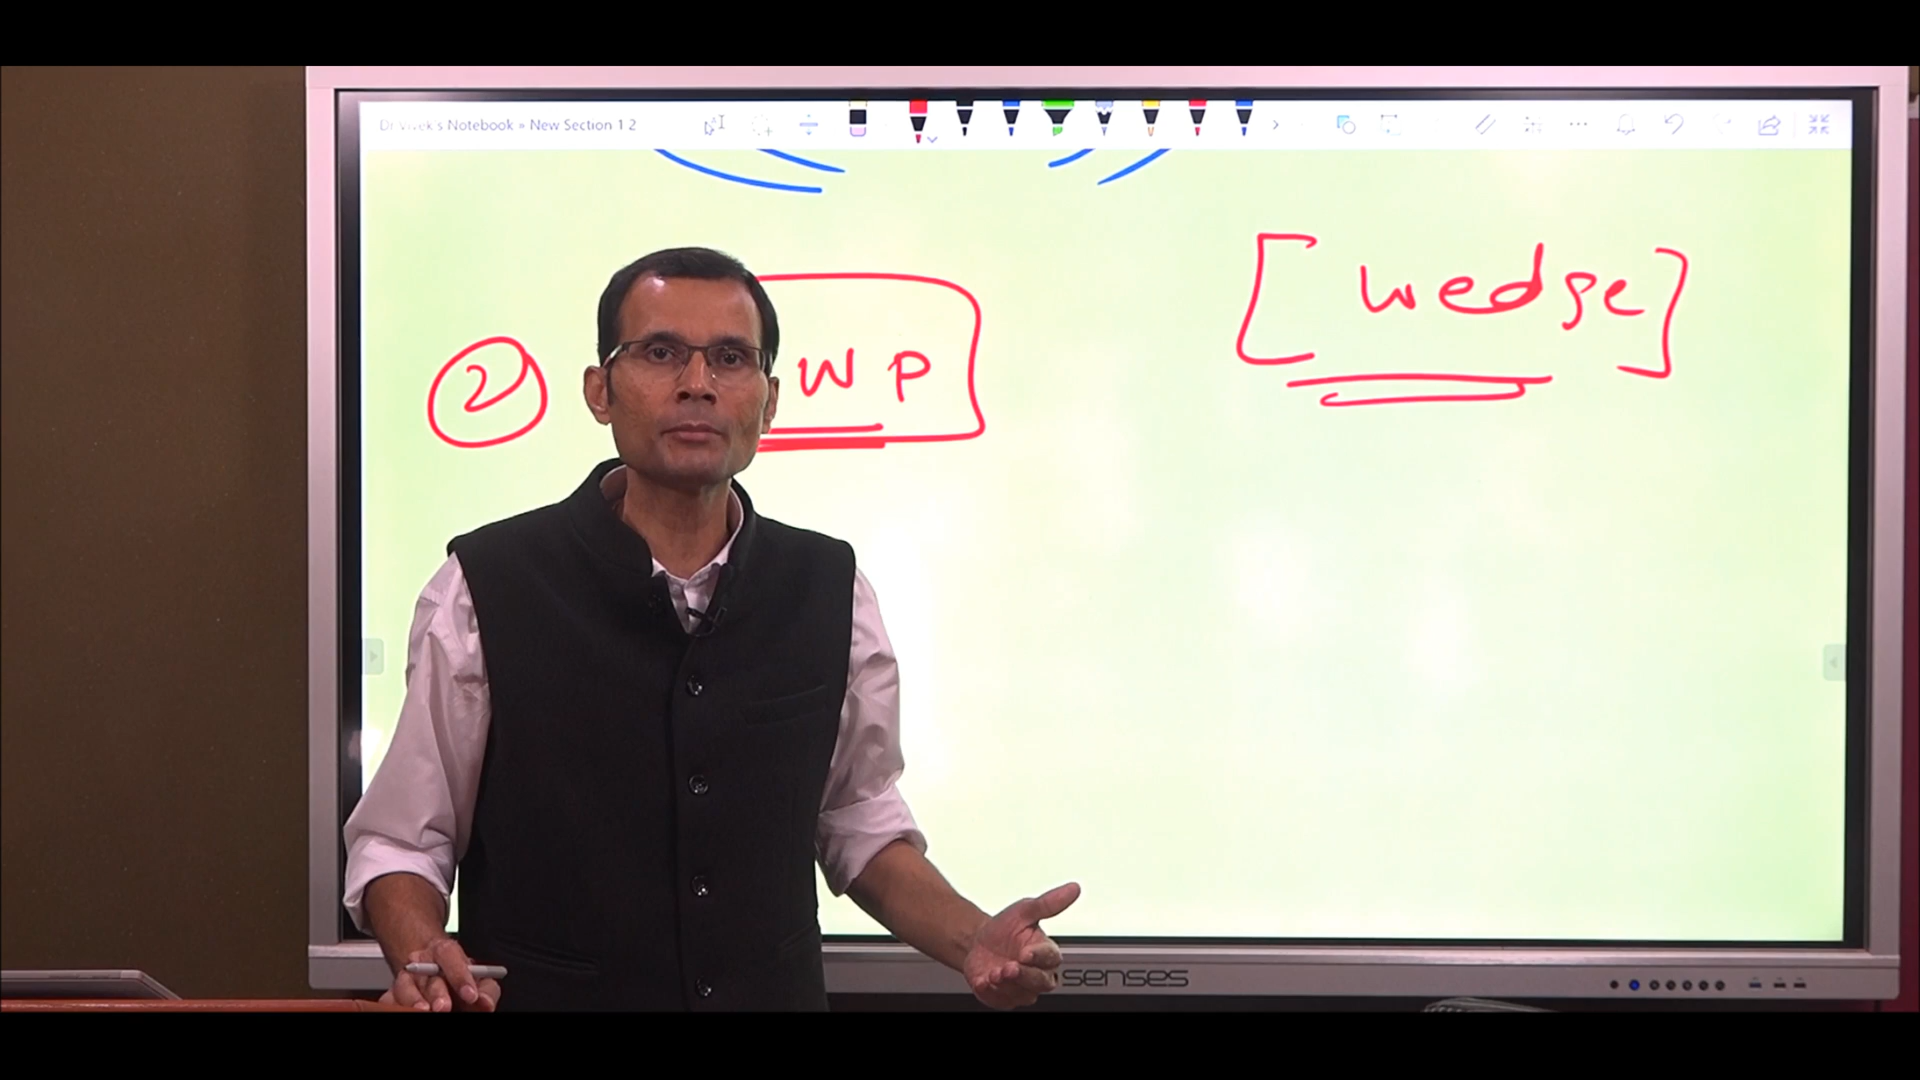 Dr Vivek's Notebook » New Section 1 2
[wedge]
② WP
senses